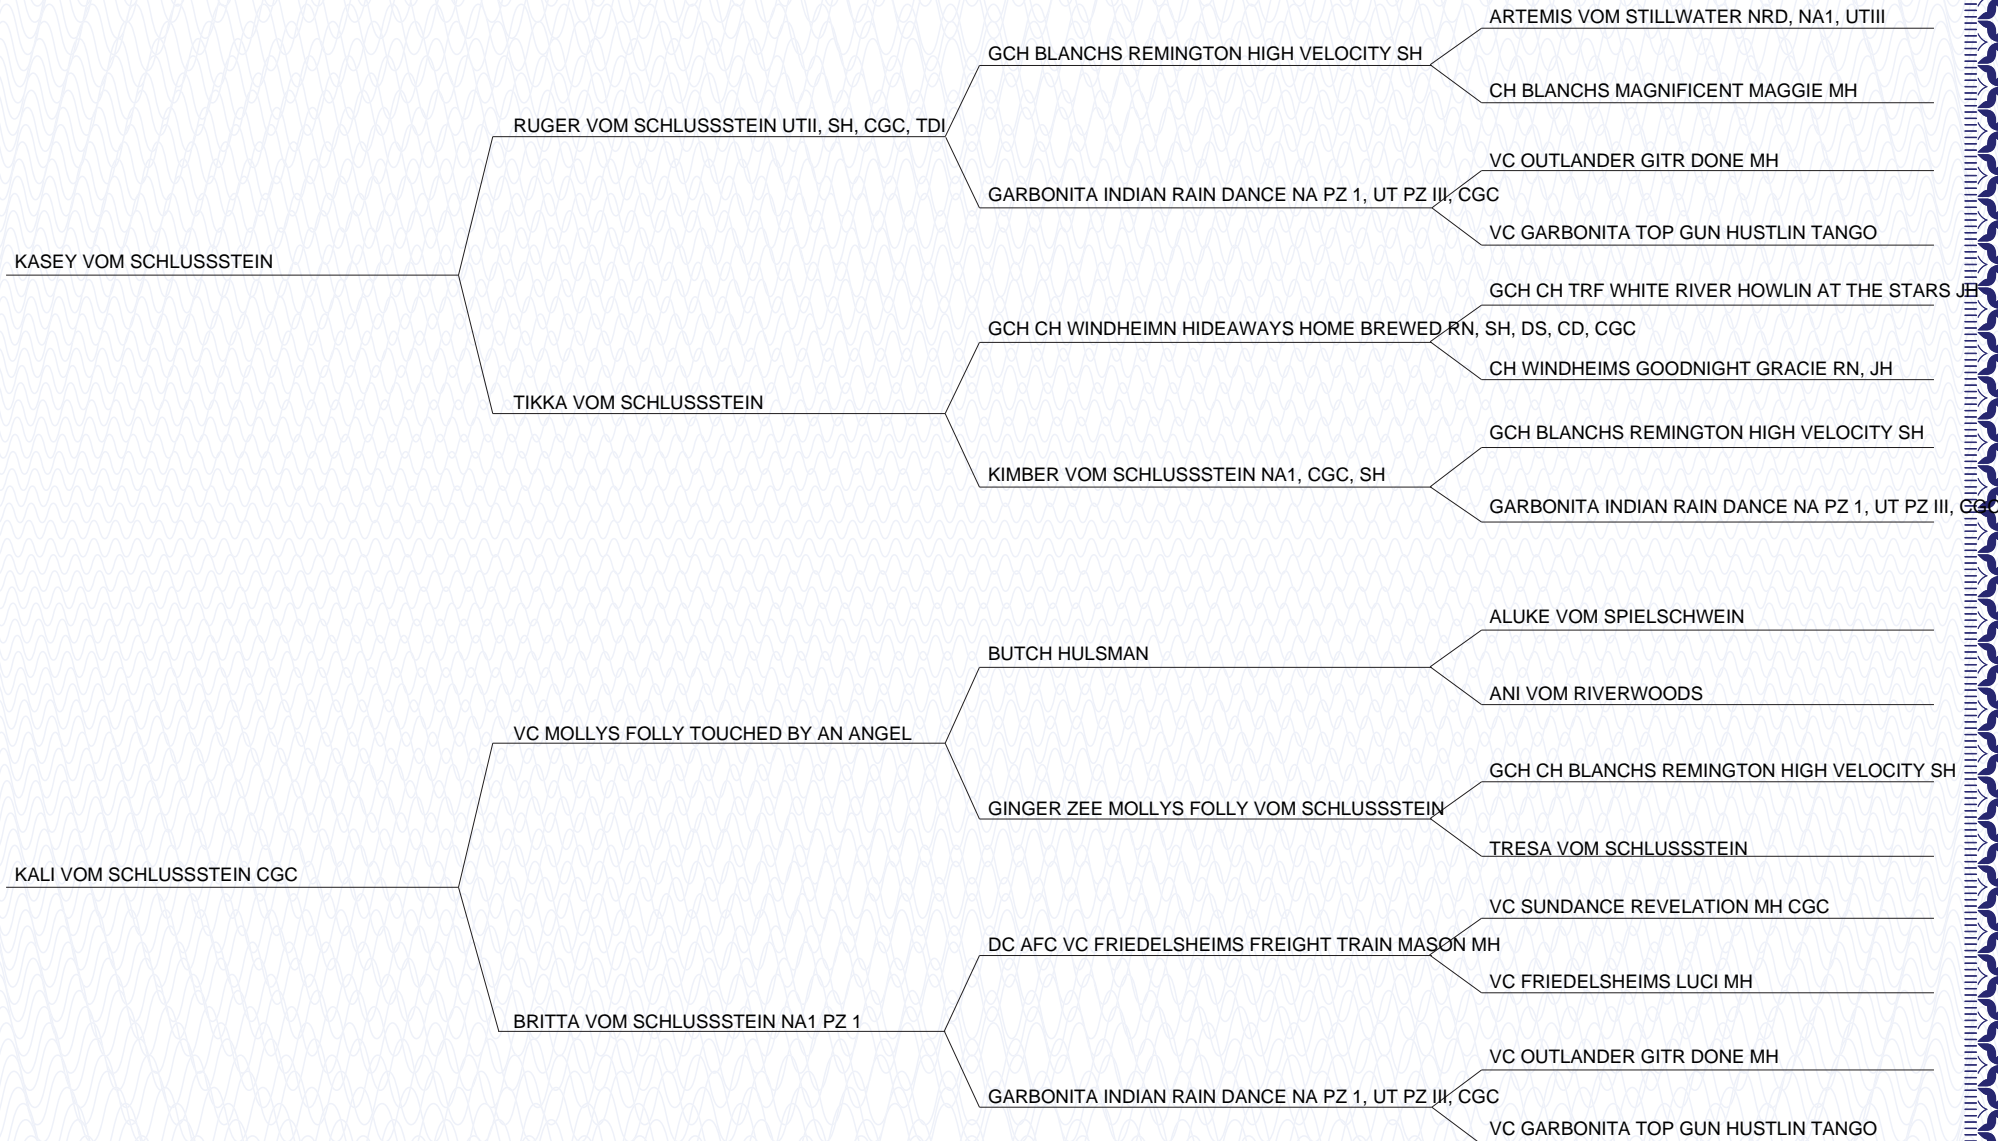 ARTEMIS VOM STILLWATER NRD, NA1, UTIII
GCH BLANCHS REMINGTON HIGH VELOCITY SH
CH BLANCHS MAGNIFICENT MAGGIE MH
RUGER VOM SCHLUSSSTEIN UTII, SH, CGC, TDI
VC OUTLANDER GITR DONE MH
GARBONITA INDIAN RAIN DANCE NA PZ 1, UT PZ III, CGC
VC GARBONITA TOP GUN HUSTLIN TANGO
KASEY VOM SCHLUSSSTEIN
GCH CH TRF WHITE RIVER HOWLIN AT THE STARS JH
GCH CH WINDHEIMN HIDEAWAYS HOME BREWED RN, SH, DS, CD, CGC
CH WINDHEIMS GOODNIGHT GRACIE RN, JH
TIKKA VOM SCHLUSSSTEIN
GCH BLANCHS REMINGTON HIGH VELOCITY SH
KIMBER VOM SCHLUSSSTEIN NA1, CGC, SH
GARBONITA INDIAN RAIN DANCE NA PZ 1, UT PZ III, CGC
ALUKE VOM SPIELSCHWEIN
BUTCH HULSMAN
ANI VOM RIVERWOODS
VC MOLLYS FOLLY TOUCHED BY AN ANGEL
GCH CH BLANCHS REMINGTON HIGH VELOCITY SH
GINGER ZEE MOLLYS FOLLY VOM SCHLUSSSTEIN
TRESA VOM SCHLUSSSTEIN
KALI VOM SCHLUSSSTEIN CGC
VC SUNDANCE REVELATION MH CGC
DC AFC VC FRIEDELSHEIMS FREIGHT TRAIN MASON MH
VC FRIEDELSHEIMS LUCI MH
BRITTA VOM SCHLUSSSTEIN NA1 PZ 1
VC OUTLANDER GITR DONE MH
GARBONITA INDIAN RAIN DANCE NA PZ 1, UT PZ III, CGC
VC GARBONITA TOP GUN HUSTLIN TANGO